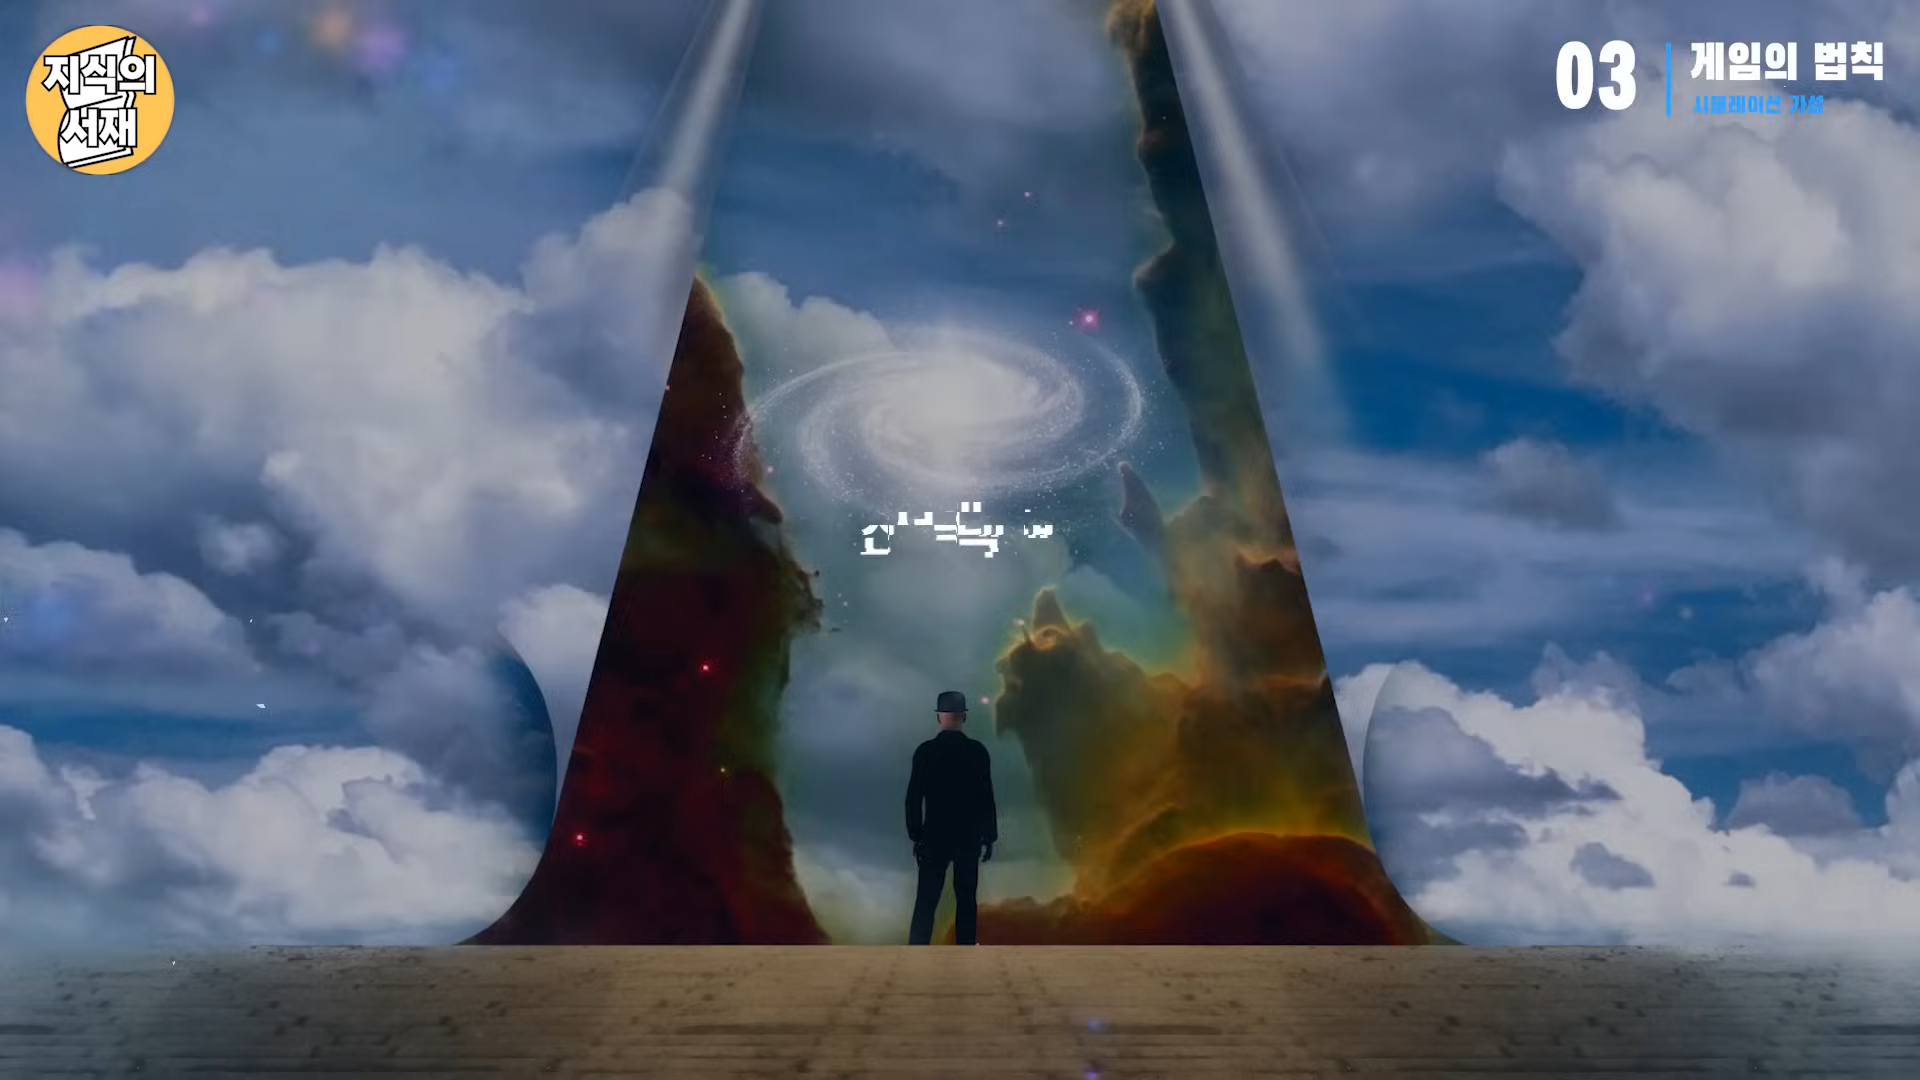 지식의
서재
03
게임의 법칙
시뮬레이션 가설